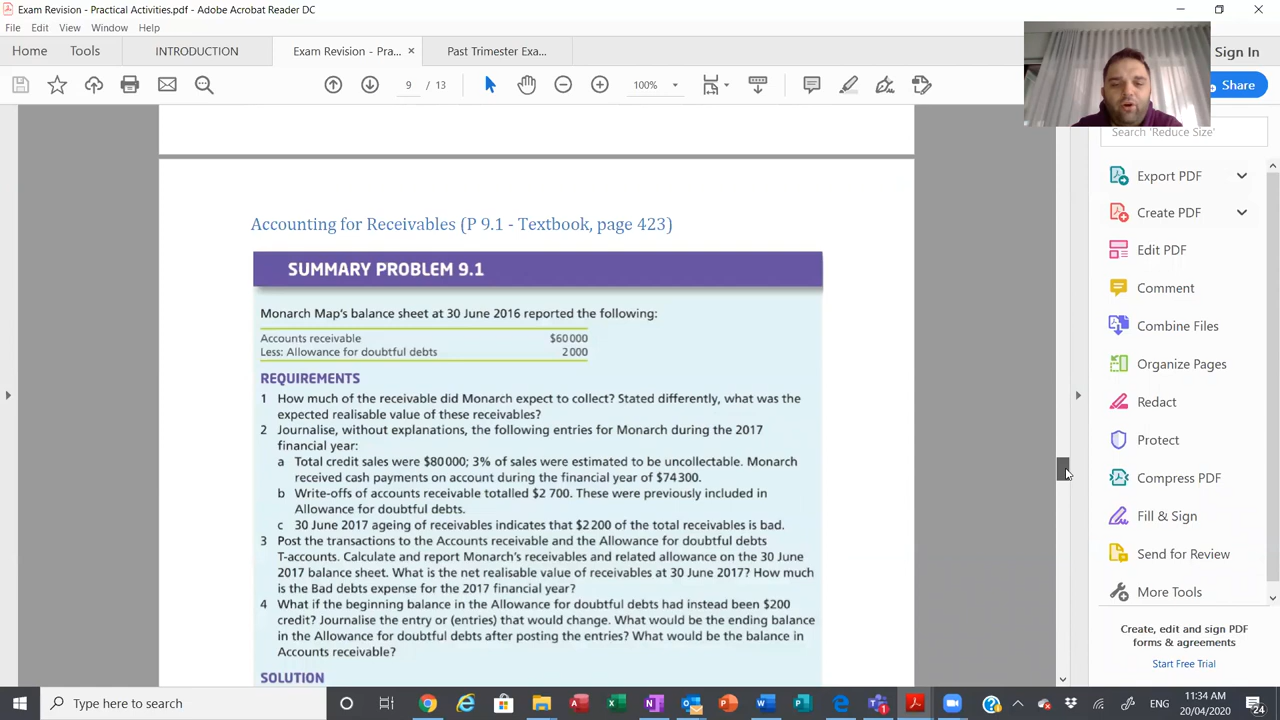 Exam Revision - Practical Activities.pdf - Adobe Acrobat Reader DC
File Edit View Window Help
Home Tools INTRODUCTION Exam Revision - Pra... × Past Trimester Exa... Sign In
9 / 13 100% Share
Search 'Reduce Size'
Export PDF
Create PDF
Edit PDF
Comment
Combine Files
Organize Pages
Redact
Protect
Compress PDF
Fill & Sign
Send for Review
More Tools
Create, edit and sign PDF
forms & agreements
Start Free Trial
Accounting for Receivables (P 9.1 - Textbook, page 423)
SUMMARY PROBLEM 9.1
Monarch Map's balance sheet at 30 June 2016 reported the following:
Accounts receivable $60 000
Less: Allowance for doubtful debts 2 000
REQUIREMENTS
1 How much of the receivable did Monarch expect to collect? Stated differently, what was the
expected realisable value of these receivables?
2 Journalise, without explanations, the following entries for Monarch during the 2017
financial year:
a Total credit sales were $80 000; 3% of sales were estimated to be uncollectable. Monarch
received cash payments on account during the financial year of $74 300.
b Write-offs of accounts receivable totalled $2 700. These were previously included in
Allowance for doubtful debts.
c 30 June 2017 ageing of receivables indicates that $2 200 of the total receivables is bad.
3 Post the transactions to the Accounts receivable and the Allowance for doubtful debts
T-accounts. Calculate and report Monarch's receivables and related allowance on the 30 June
2017 balance sheet. What is the net realisable value of receivables at 30 June 2017? How much
is the Bad debts expense for the 2017 financial year?
4 What if the beginning balance in the Allowance for doubtful debts had instead been $200
credit? Journalise the entry or (entries) that would change. What would be the ending balance
in the Allowance for doubtful debts after posting the entries? What would be the balance in
Accounts receivable?
SOLUTION
Type here to search
ENG
11:34 AM
20/04/2020
24